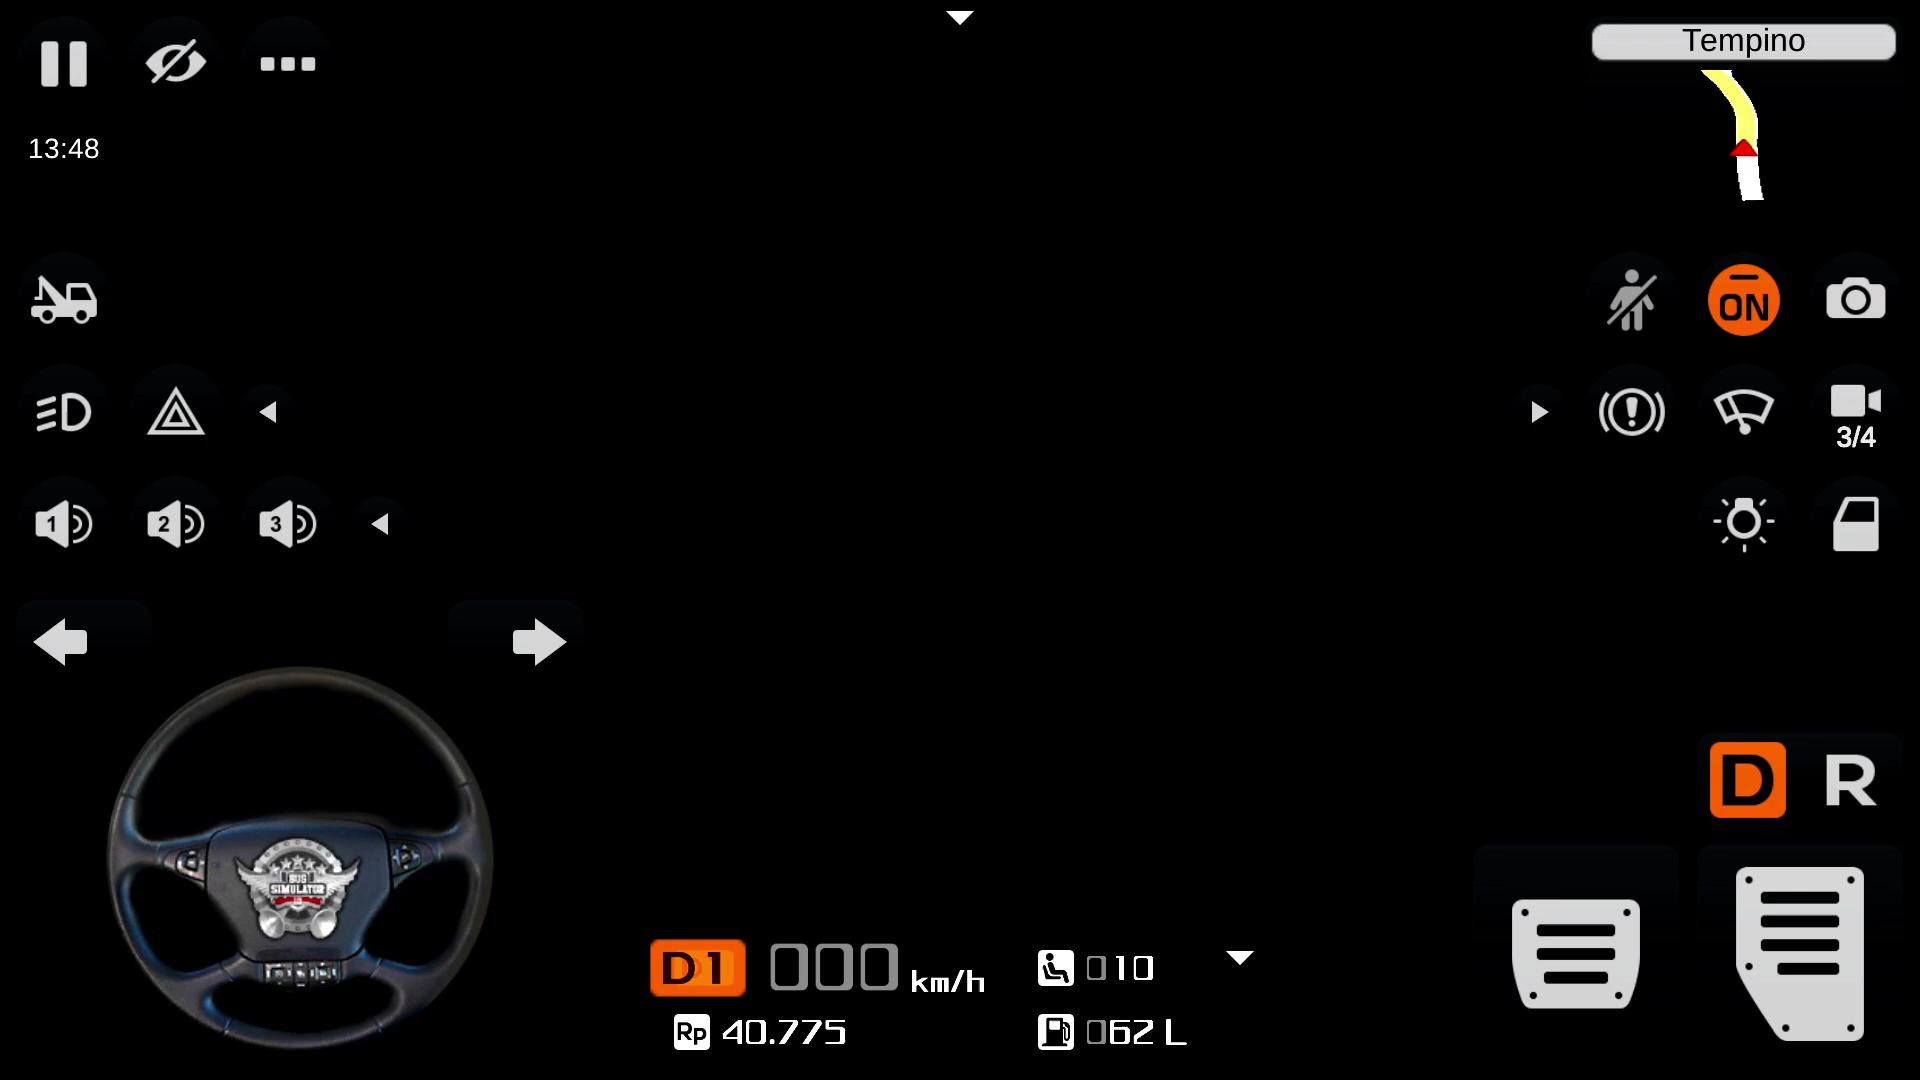 Tempino
13:48
ON
3/4
1 2 3
D R
BUS
SIMULATOR
D1 000 km/h 010
Rp 40.775 062 L